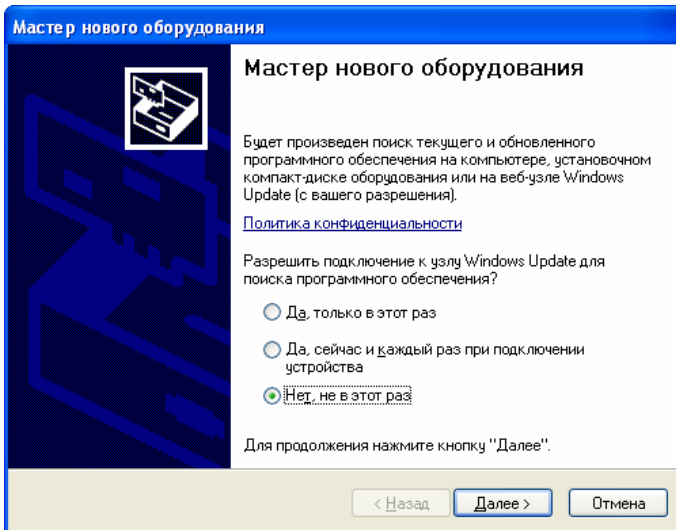 Мастер нового оборудования
Мастер нового оборудования
Будет произведен поиск текущего и обновленного
программного обеспечения на компьютере, установочном
компакт-диске оборудования или на веб-узле Windows
Update (с вашего разрешения).
Политика конфиденциальности
Разрешить подключение к узлу Windows Update для
поиска программного обеспечения?
Да, только в этот раз
Да, сейчас и каждый раз при подключении
устройства
Нет, не в этот раз
Для продолжения нажмите кнопку "Далее".
< Назад Далее > Отмена